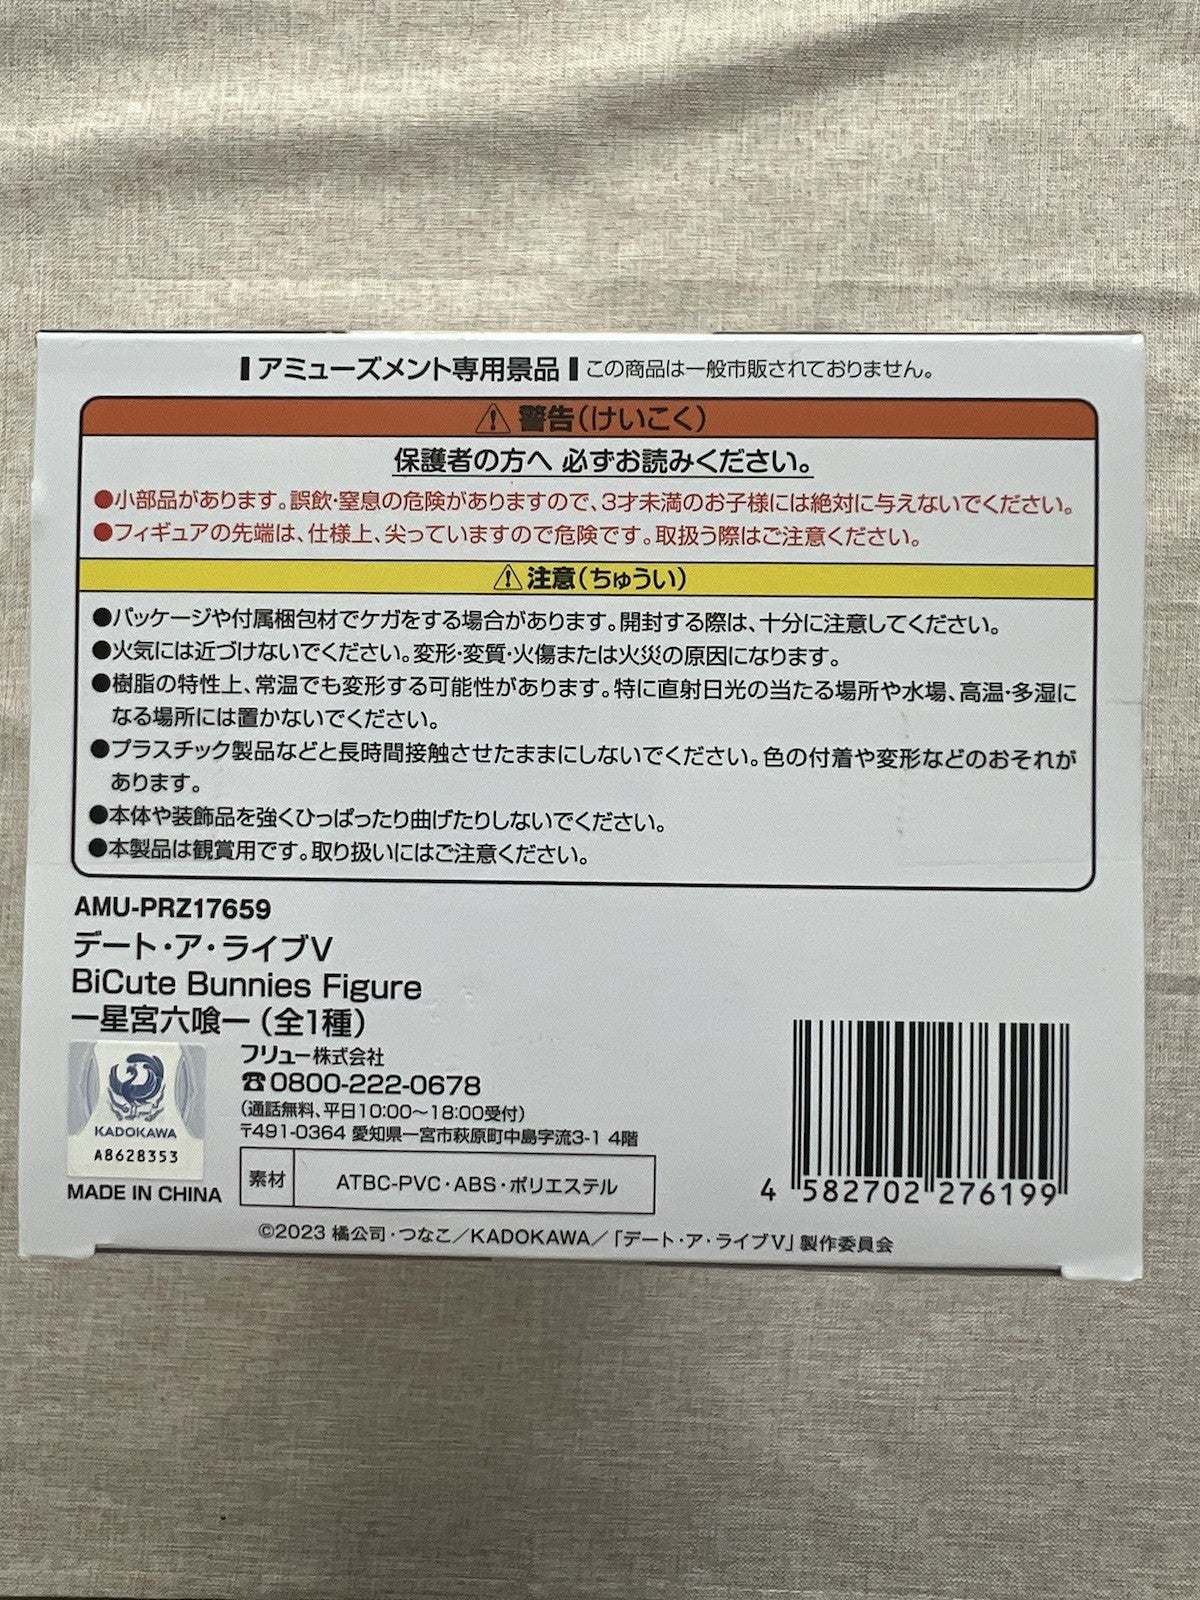 アミューズメント専用景品 この商品は一般市販されておりません。
警告(けいこく)
保護者の方へ 必ずお読みください。
●小部品があります。誤飲・窒息の危険がありますので、3才未満のお子様には絶対に与えないでください。
●フィギュアの先端は、仕様上、尖っていますので危険です。取扱う際はご注意ください。
注意(ちゅうい)
●パッケージや付属梱包材でケガをする場合があります。開封する際は、十分に注意してください。
●火気には近づけないでください。変形・変質・火傷または火災の原因になります。
●樹脂の特性上、常温でも変形する可能性があります。特に直射日光の当たる場所や水場、高温・多湿に
なる場所には置かないでください。
●プラスチック製品などと長時間接触させたままにしないでください。色の付着や変形などのおそれが
あります。
●本体や装飾品を強くひっぱったり曲げたりしないでください。
●本製品は観賞用です。取り扱いにはご注意ください。
AMU-PRZ17659
デート・ア・ライブV
BiCute Bunnies Figure
ー星宮六喰ー(全1種)
フリュー株式会社
☎0800-222-0678
(通話無料、平日10:00〜18:00受付)
〒491-0364 愛知県一宮市萩原町中島字流3-1 4階
KADOKAWA
A8628353
MADE IN CHINA
素材 ATBC-PVC・ABS・ポリエステル
4 582702 276199
©2023 橘公司・つなこ/KADOKAWA/「デート・ア・ライブV」製作委員会